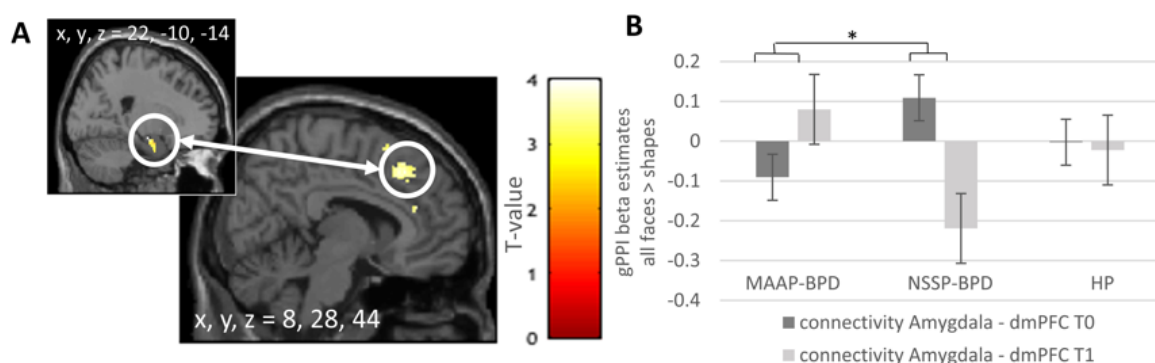 A
x, y, z = 22, -10, -14
x, y, z = 8, 28, 44
T-value
4
3
2
1
0
B
*
gPPI beta estimates
all faces > shapes
0.2
0.1
0
-0.1
-0.2
-0.3
-0.4
MAAP-BPD
NSSP-BPD
HP
connectivity Amygdala - dmPFC T0
connectivity Amygdala - dmPFC T1